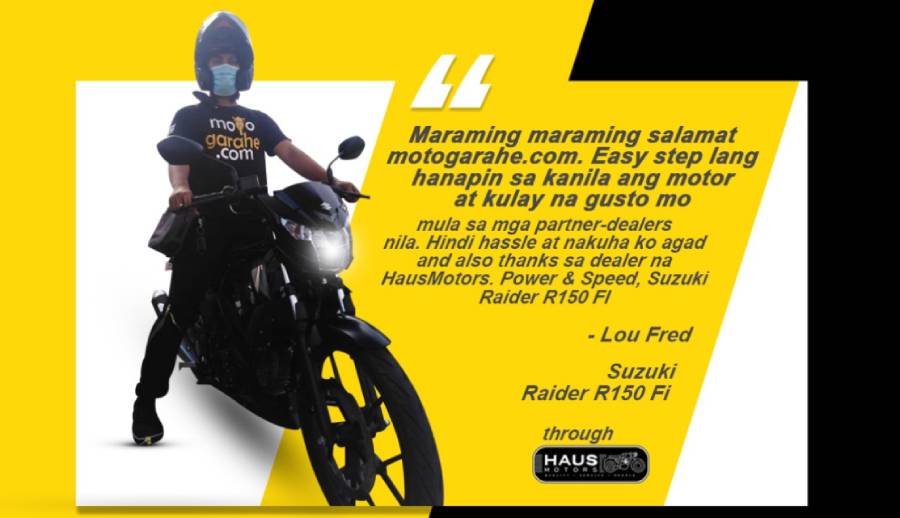 moto
garahe
.com
Maraming maraming salamat
motogarahe.com. Easy step lang
hanapin sa kanila ang motor
at kulay na gusto mo
mula sa mga partner-dealers
nila. Hindi hassle at nakuha ko agad
and also thanks sa dealer na
HausMotors. Power & Speed, Suzuki
Raider R150 FI
- Lou Fred
Suzuki
Raider R150 Fi
through
HAUS
MOTORS